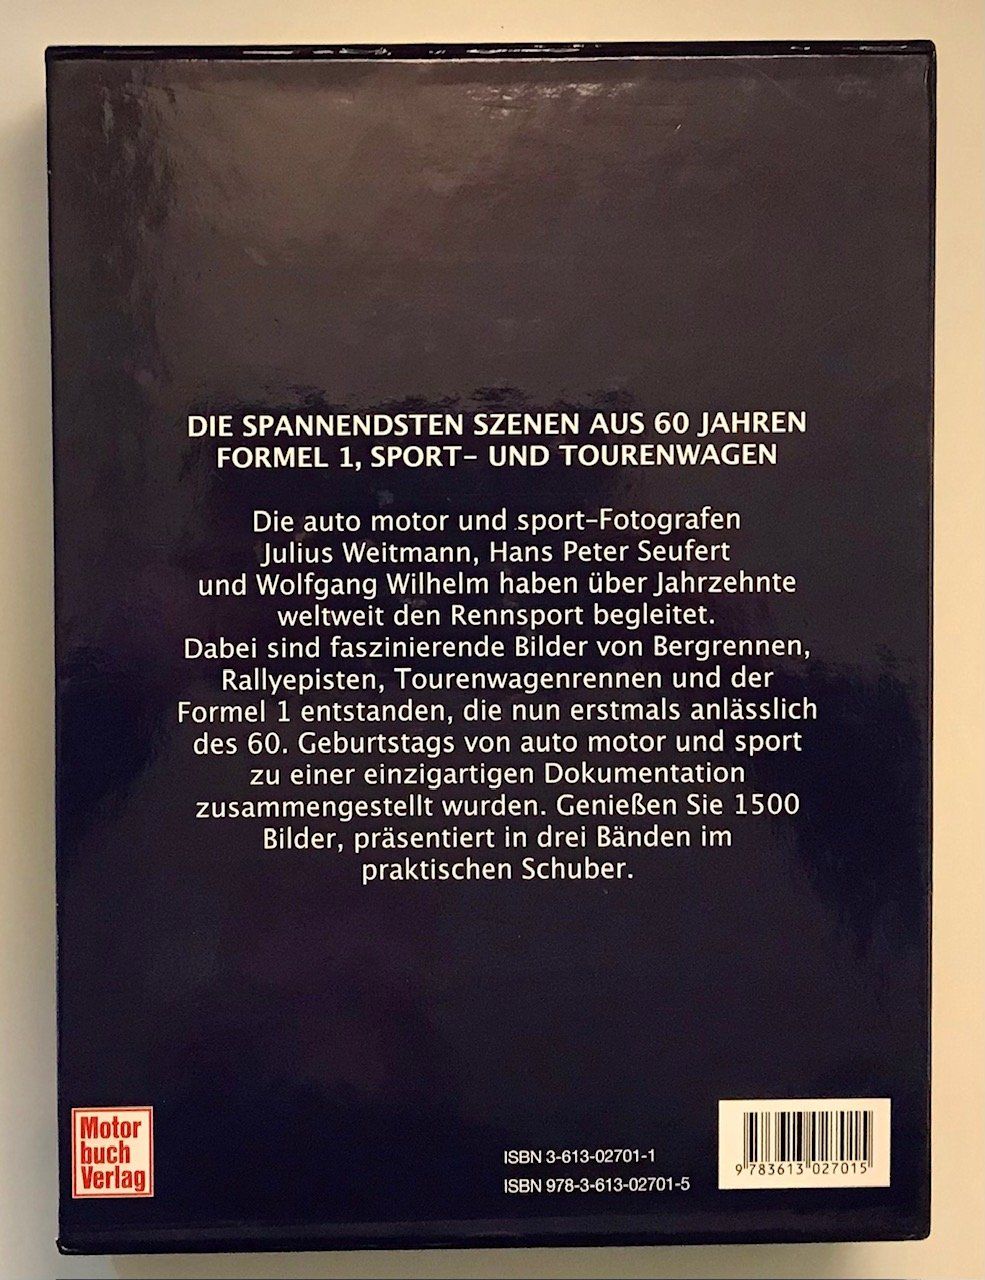 DIE SPANNENDSTEN SZENEN AUS 60 JAHREN
FORMEL 1, SPORT- UND TOURENWAGEN
Die auto motor und sport-Fotografen
Julius Weitmann, Hans Peter Seufert
und Wolfgang Wilhelm haben über Jahrzehnte
weltweit den Rennsport begleitet.
Dabei sind faszinierende Bilder von Bergrennen,
Rallyepisten, Tourenwagenrennen und der
Formel 1 entstanden, die nun erstmals anlässlich
des 60. Geburtstags von auto motor und sport
zu einer einzigartigen Dokumentation
zusammengestellt wurden. Genießen Sie 1500
Bilder, präsentiert in drei Bänden im
praktischen Schuber.
Motor
buch
Verlag
ISBN 3-613-02701-1
ISBN 978-3-613-02701-5
9 783613 027015